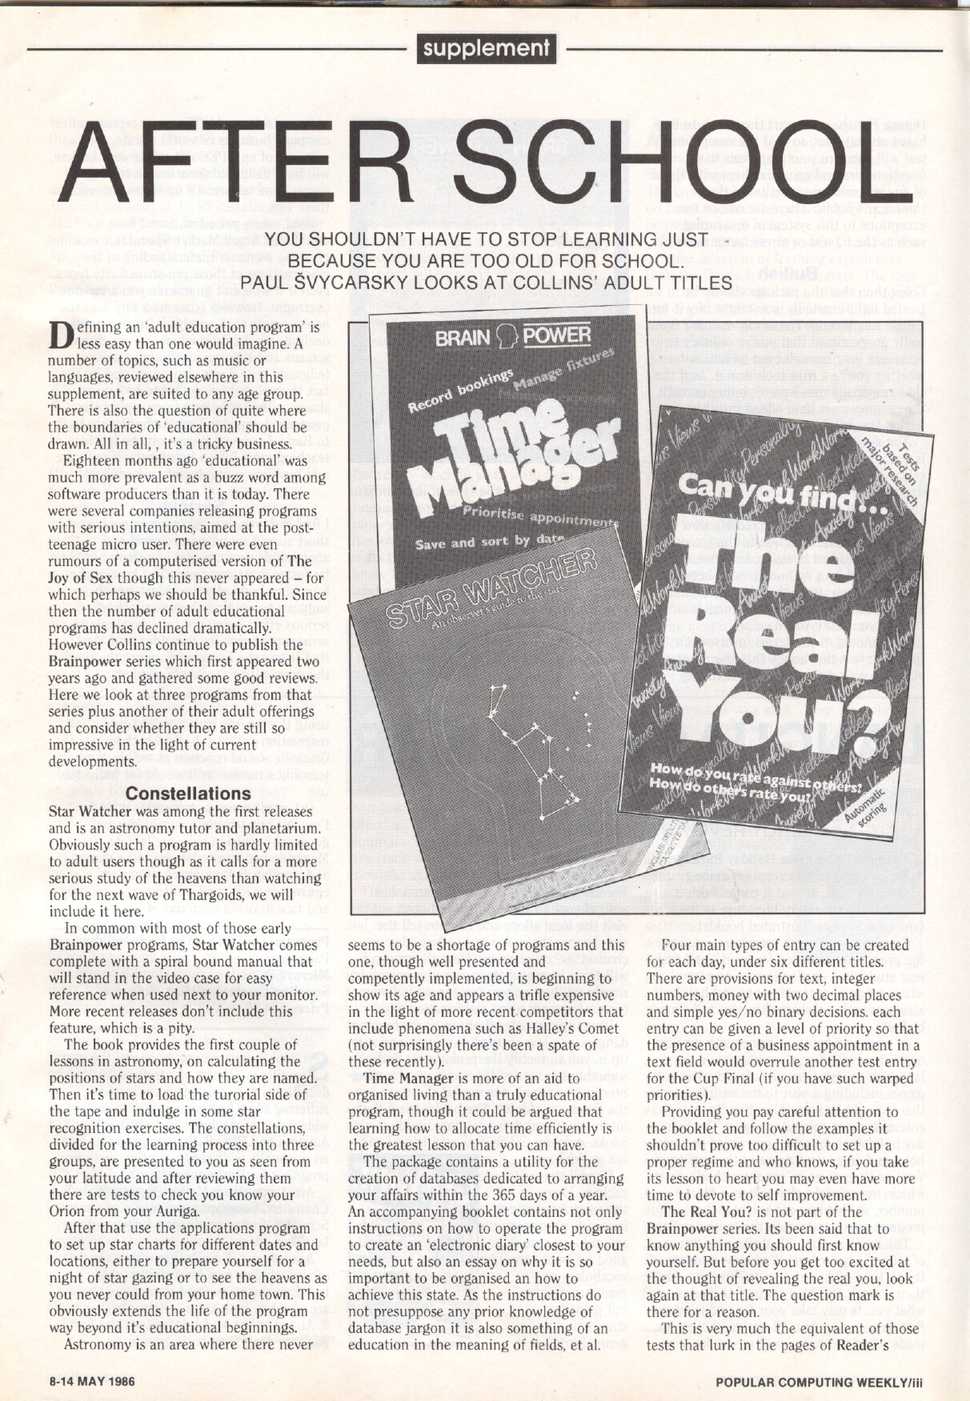 supplement
AFTER SCHOOL
YOU SHOULDN'T HAVE TO STOP LEARNING JUST
BECAUSE YOU ARE TOO OLD FOR SCHOOL.
PAUL ŠVYCARSKY LOOKS AT COLLINS' ADULT TITLES
Defining an 'adult education program' is
less easy than one would imagine. A
number of topics, such as music or
languages, reviewed elsewhere in this
supplement, are suited to any age group.
There is also the question of quite where
the boundaries of 'educational' should be
drawn. All in all, , it's a tricky business.
Eighteen months ago 'educational' was
much more prevalent as a buzz word among
software producers than it is today. There
were several companies releasing programs
with serious intentions, aimed at the post-
teenage micro user. There were even
rumours of a computerised version of The
Joy of Sex though this never appeared – for
which perhaps we should be thankful. Since
then the number of adult educational
programs has declined dramatically.
However Collins continue to publish the
Brainpower series which first appeared two
years ago and gathered some good reviews.
Here we look at three programs from that
series plus another of their adult offerings
and consider whether they are still so
impressive in the light of current
developments.
Constellations
Star Watcher was among the first releases
and is an astronomy tutor and planetarium.
Obviously such a program is hardly limited
to adult users though as it calls for a more
serious study of the heavens than watching
for the next wave of Thargoids, we will
include it here.
In common with most of those early
Brainpower programs, Star Watcher comes
complete with a spiral bound manual that
will stand in the video case for easy
reference when used next to your monitor.
More recent releases don't include this
feature, which is a pity.
The book provides the first couple of
lessons in astronomy, on calculating the
positions of stars and how they are named.
Then it's time to load the turorial side of
the tape and indulge in some star
recognition exercises. The constellations,
divided for the learning process into three
groups, are presented to you as seen from
your latitude and after reviewing them
there are tests to check you know your
Orion from your Auriga.
After that use the applications program
to set up star charts for different dates and
locations, either to prepare yourself for a
night of star gazing or to see the heavens as
you never could from your home town. This
obviously extends the life of the program
way beyond it's educational beginnings.
Astronomy is an area where there never
BRAIN POWER
Record bookings
Manage fixtures
Time
Manager
Prioritise appointments
Save and sort by date
STAR WATCHER
An observer's guide to the stars
Tests
based on
major research
Can you find...
The
Real
You?
How do you rate against others?
How do others rate you?
Automatic
scoring
seems to be a shortage of programs and this
one, though well presented and
competently implemented, is beginning to
show its age and appears a trifle expensive
in the light of more recent competitors that
include phenomena such as Halley's Comet
(not surprisingly there's been a spate of
these recently).
Time Manager is more of an aid to
organised living than a truly educational
program, though it could be argued that
learning how to allocate time efficiently is
the greatest lesson that you can have.
The package contains a utility for the
creation of databases dedicated to arranging
your affairs within the 365 days of a year.
An accompanying booklet contains not only
instructions on how to operate the program
to create an 'electronic diary' closest to your
needs, but also an essay on why it is so
important to be organised an how to
achieve this state. As the instructions do
not presuppose any prior knowledge of
database jargon it is also something of an
education in the meaning of fields, et al.
Four main types of entry can be created
for each day, under six different titles.
There are provisions for text, integer
numbers, money with two decimal places
and simple yes/no binary decisions. each
entry can be given a level of priority so that
the presence of a business appointment in a
text field would overrule another test entry
for the Cup Final (if you have such warped
priorities).
Providing you pay careful attention to
the booklet and follow the examples it
shouldn't prove too difficult to set up a
proper regime and who knows, if you take
its lesson to heart you may even have more
time to devote to self improvement.
The Real You? is not part of the
Brainpower series. Its been said that to
know anything you should first know
yourself. But before you get too excited at
the thought of revealing the real you, look
again at that title. The question mark is
there for a reason.
This is very much the equivalent of those
tests that lurk in the pages of Reader's
8-14 MAY 1986
POPULAR COMPUTING WEEKLY/iii